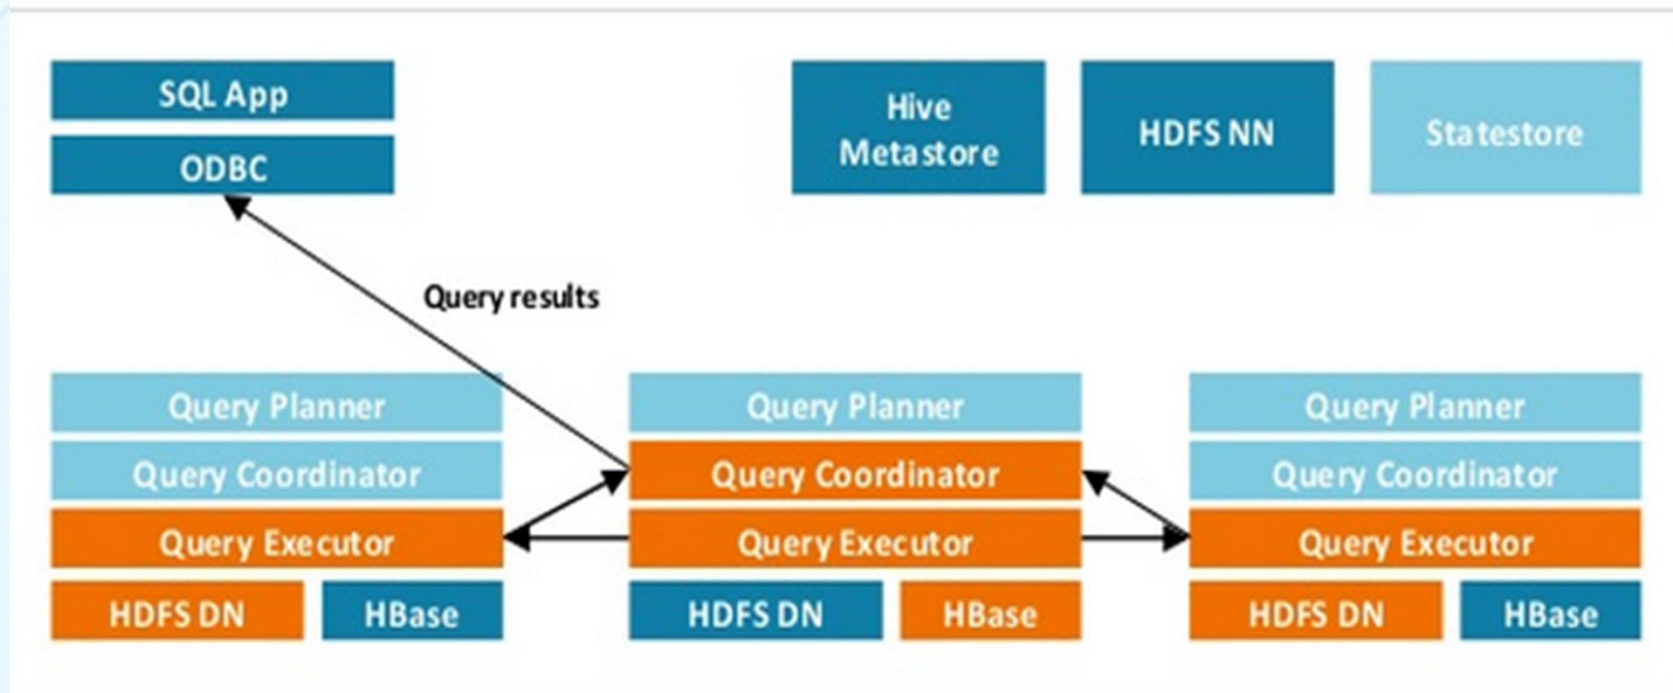 SQL App
ODBC
Hive
Metastore
HDFS NN
Statestore
Query results
Query Planner
Query Coordinator
Query Executor
HDFS DN
HBase
Query Planner
Query Coordinator
Query Executor
HDFS DN
HBase
Query Planner
Query Coordinator
Query Executor
HDFS DN
HBase